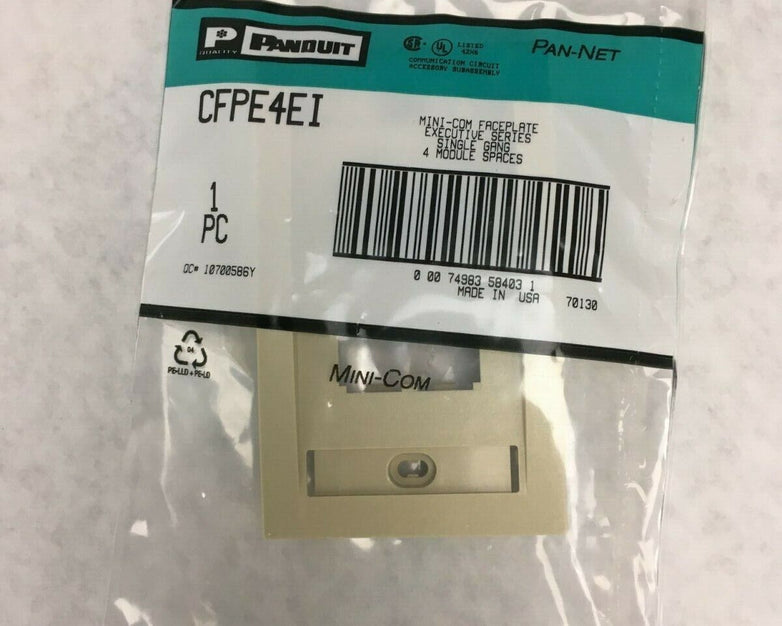 P
QUALITY
PANDUIT
LISTED
COMMUNICATION CIRCUIT
ACCESSORY SUBASSEMBLY
PAN-NET
CFPE4EI
MINI-COM FACEPLATE
EXECUTIVE SERIES
SINGLE GANG
4 MODULE SPACES
1
PC
QC# 10700586Y
0 00 74983 58403 1
MADE IN USA
70130
04
PE-LLD+PE-LD
MINI-COM